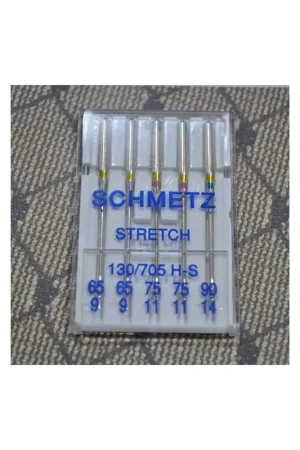 SCHMETZ
STRETCH
130/705 H-S
65 65 75 75 90
9 9 11 11 14